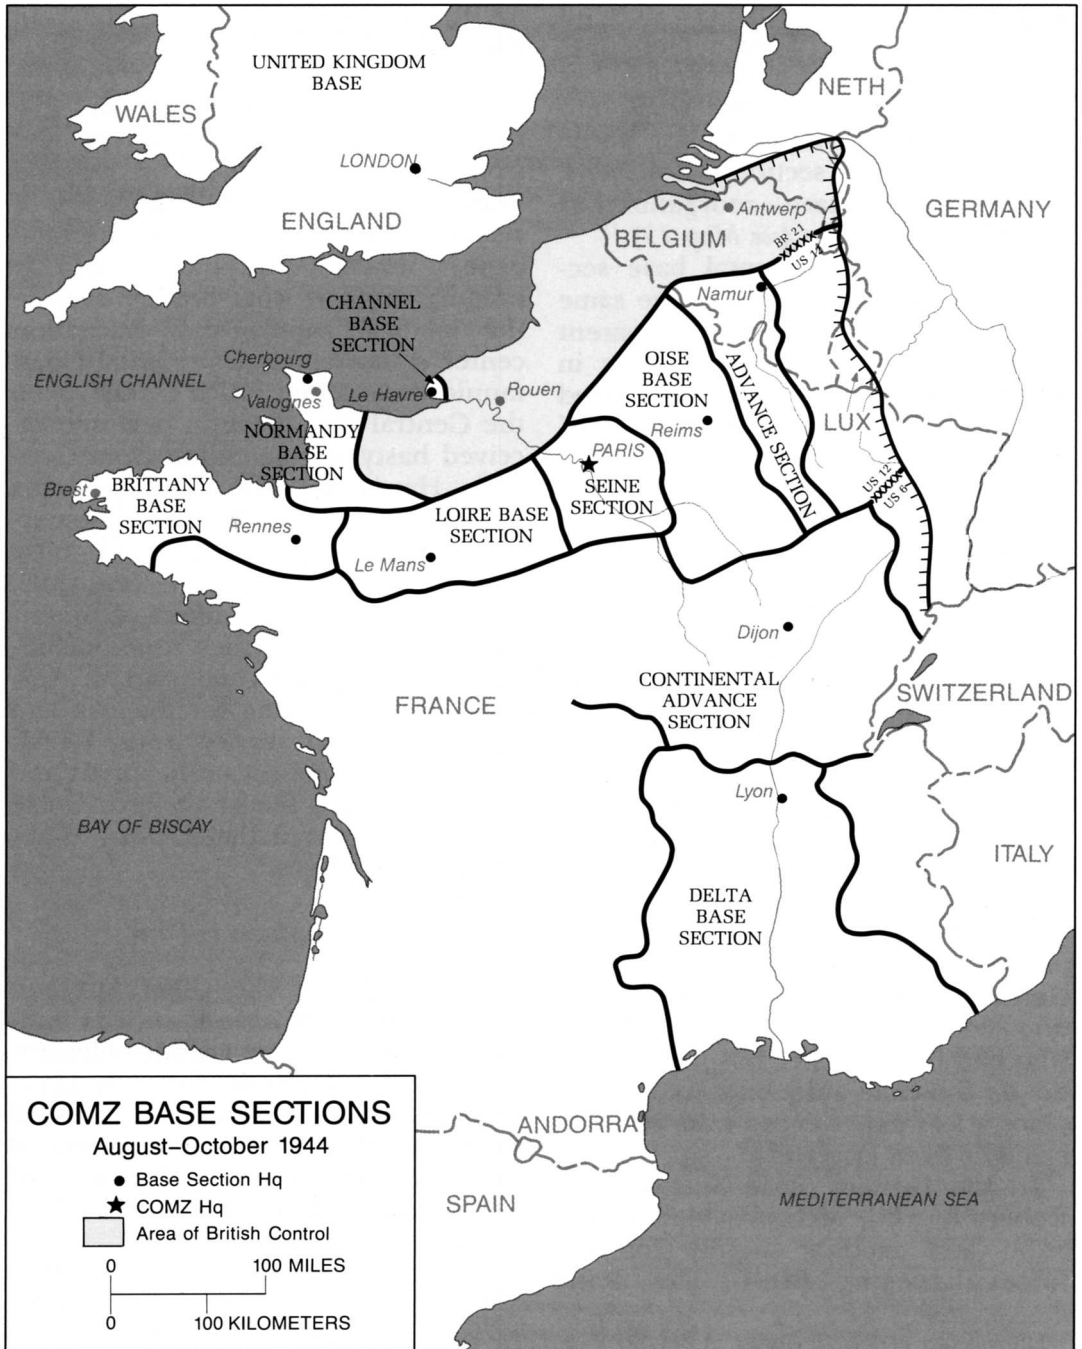 UNITED KINGDOM
BASE
WALES
NETH
LONDON
ENGLAND
GERMANY
Antwerp
BELGIUM
BR 21
XXXXX
US 12
Namur
CHANNEL
BASE
SECTION
Cherbourg
ENGLISH CHANNEL
Valognes
Le Havre
Rouen
OISE
BASE
SECTION
ADVANCE SECTION
LUX
Reims
NORMANDY
BASE
SECTION
PARIS
SEINE
SECTION
US 12
XXXXX
US 6
Brest
BRITTANY
BASE
SECTION
Rennes
LOIRE BASE
SECTION
Le Mans
Dijon
CONTINENTAL
ADVANCE
SECTION
FRANCE
SWITZERLAND
Lyon
BAY OF BISCAY
ITALY
DELTA
BASE
SECTION
ANDORRA
SPAIN
MEDITERRANEAN SEA
COMZ BASE SECTIONS
August–October 1944
Base Section Hq
COMZ Hq
Area of British Control
0 100 MILES
0 100 KILOMETERS